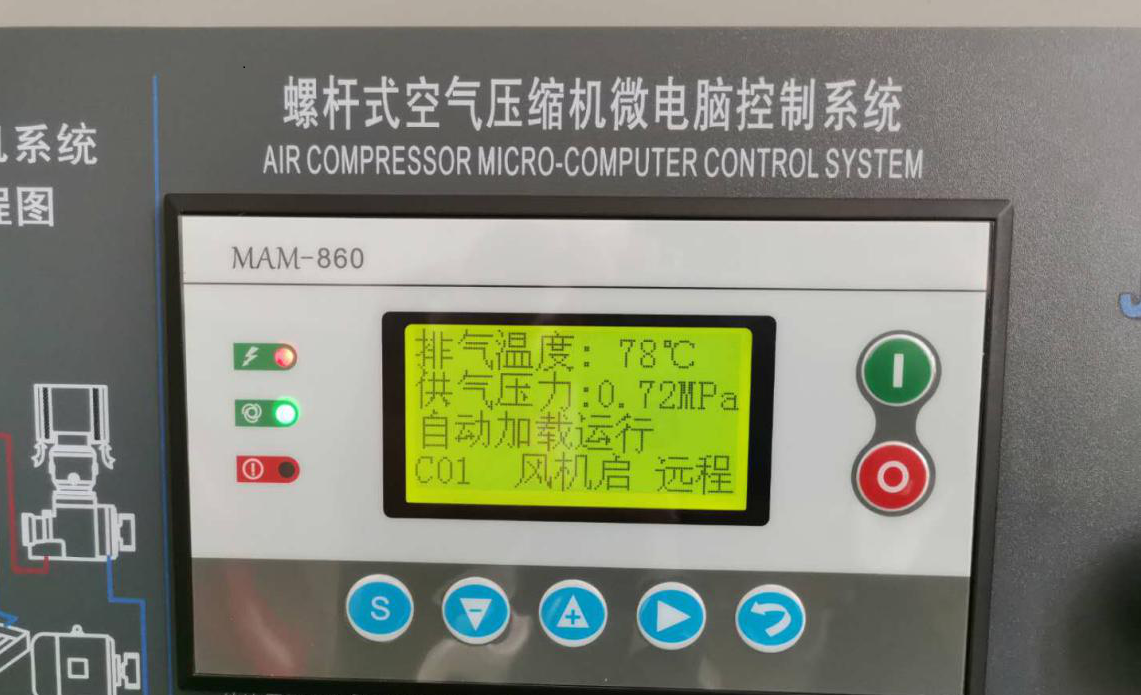 螺杆式空气压缩机微电脑控制系统
AIR COMPRESSOR MICRO-COMPUTER CONTROL SYSTEM
系统
程图
MAM-860
排气温度: 78℃
供气压力:0.72MPa
自动加载运行
C01 风机启 远程
S